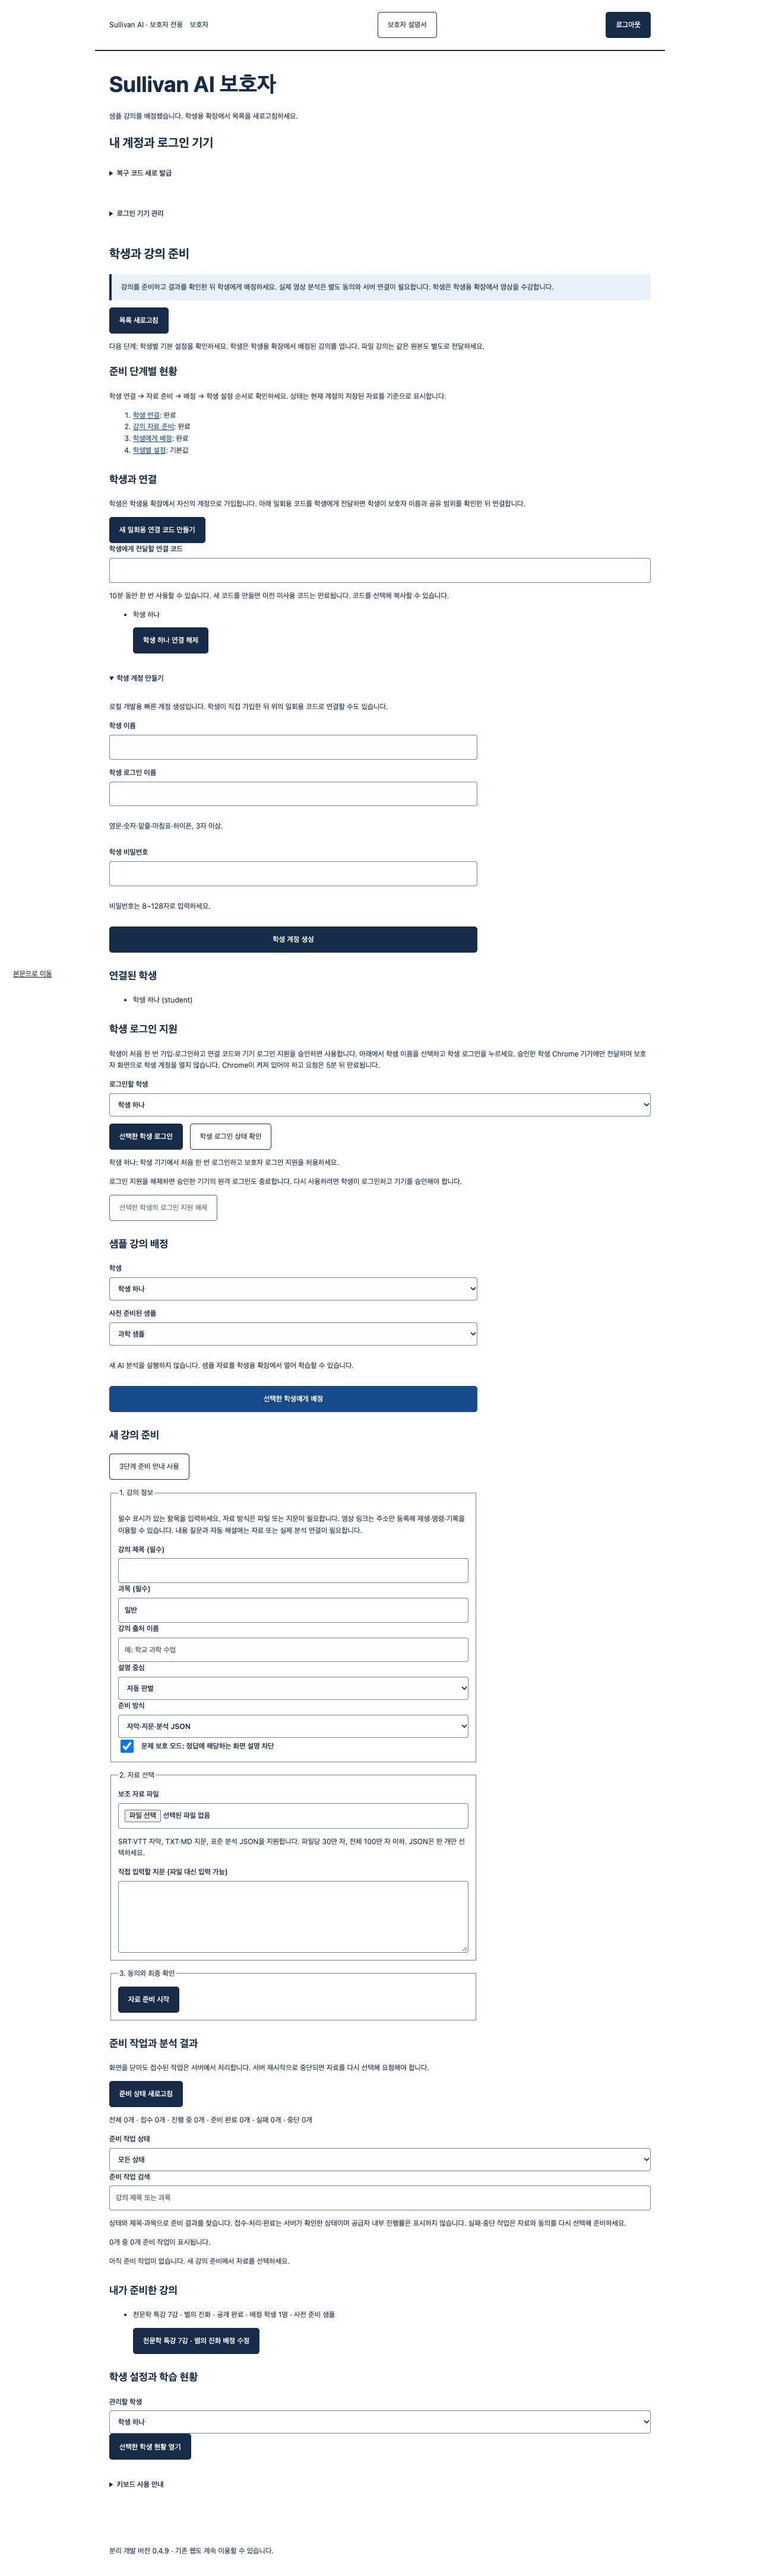 Sullivan AI · 보호자 전용 보호자
보호자 설명서
로그아웃
Sullivan AI 보호자
샘플 강의를 배정했습니다. 학생용 확장에서 목록을 새로고침하세요.
내 계정과 로그인 기기
▶ 복구 코드 새로 발급
▶ 로그인 기기 관리
학생과 강의 준비
강의를 준비하고 결과를 확인한 뒤 학생에게 배정하세요. 실제 영상 분석은 별도 동의와 서버 연결이 필요합니다. 학생은 학생용 확장에서 영상을 수강합니다.
목록 새로고침
다음 단계: 학생별 기본 설정을 확인하세요. 학생은 학생용 확장에서 배정된 강의를 엽니다. 파일 강의는 같은 원본도 별도로 전달하세요.
준비 단계별 현황
학생 연결 → 자료 준비 → 배정 → 학생 설정 순서로 확인하세요. 상태는 현재 계정의 저장된 자료를 기준으로 표시합니다.
1. 학생 연결: 완료
2. 강의 자료 준비: 완료
3. 학생에게 배정: 완료
4. 학생별 설정: 기본값
학생과 연결
학생은 학생용 확장에서 자신의 계정으로 가입합니다. 아래 일회용 코드를 학생에게 전달하면 학생이 보호자 이름과 공유 범위를 확인한 뒤 연결합니다.
새 일회용 연결 코드 만들기
학생에게 전달할 연결 코드
10분 동안 한 번 사용할 수 있습니다. 새 코드를 만들면 이전 미사용 코드는 만료됩니다. 코드를 선택해 복사할 수 있습니다.
• 학생 하나
학생 하나 연결 해제
▼ 학생 계정 만들기
로컬 개발용 빠른 계정 생성입니다. 학생이 직접 가입한 뒤 위의 일회용 코드로 연결할 수도 있습니다.
학생 이름
학생 로그인 이름
영문·숫자·밑줄·마침표·하이픈, 3자 이상.
학생 비밀번호
비밀번호는 8~128자로 입력하세요.
학생 계정 생성
본문으로 이동
연결된 학생
• 학생 하나 (student)
학생 로그인 지원
학생이 처음 한 번 가입·로그인하고 연결 코드와 기기 로그인 지원을 승인하면 사용합니다. 아래에서 학생 이름을 선택하고 학생 로그인을 누르세요. 승인한 학생 Chrome 기기에만 전달하며 보호
자 화면으로 학생 계정을 열지 않습니다. Chrome이 켜져 있어야 하고 요청은 5분 뒤 만료됩니다.
로그인할 학생
학생 하나
선택한 학생 로그인
학생 로그인 상태 확인
학생 하나: 학생 기기에서 처음 한 번 로그인하고 보호자 로그인 지원을 허용하세요.
로그인 지원을 해제하면 승인한 기기의 원격 로그인도 종료합니다. 다시 사용하려면 학생이 로그인하고 기기를 승인해야 합니다.
선택한 학생의 로그인 지원 해제
샘플 강의 배정
학생
학생 하나
사전 준비된 샘플
과학 샘플
새 AI 분석을 실행하지 않습니다. 샘플 자료를 학생용 확장에서 열어 학습할 수 있습니다.
선택한 학생에게 배정
새 강의 준비
3단계 준비 안내 사용
1. 강의 정보
필수 표시가 있는 항목을 입력하세요. 자료 방식은 파일 또는 지문이 필요합니다. 영상 링크는 주소만 등록해 재생·명령·기록을
이용할 수 있습니다. 내용 질문과 자동 해설에는 자료 또는 실제 분석 연결이 필요합니다.
강의 제목 (필수)
과목 (필수)
일반
강의 출처 이름
예: 학교 과학 수업
설명 중심
자동 판별
준비 방식
자막·지문·분석 JSON
문제 보호 모드: 정답에 해당하는 화면 설명 차단
2. 자료 선택
보조 자료 파일
파일 선택 선택된 파일 없음
SRT·VTT 자막, TXT·MD 지문, 표준 분석 JSON을 지원합니다. 파일당 30만 자, 전체 100만 자 이하. JSON은 한 개만 선
택하세요.
직접 입력할 지문 (파일 대신 입력 가능)
3. 동의와 최종 확인
자료 준비 시작
준비 작업과 분석 결과
화면을 닫아도 접수된 작업은 서버에서 처리합니다. 서버 재시작으로 중단되면 자료를 다시 선택해 요청해야 합니다.
준비 상태 새로고침
전체 0개 · 접수 0개 · 진행 중 0개 · 준비 완료 0개 · 실패 0개 · 중단 0개
준비 작업 상태
모든 상태
준비 작업 검색
강의 제목 또는 과목
상태와 제목·과목으로 준비 결과를 찾습니다. 접수·처리·완료는 서버가 확인한 상태이며 공급자 내부 진행률은 표시하지 않습니다. 실패·중단 작업은 자료와 동의를 다시 선택해 준비하세요.
0개 중 0개 준비 작업이 표시됩니다.
아직 준비 작업이 없습니다. 새 강의 준비에서 자료를 선택하세요.
내가 준비한 강의
• 천문학 특강 7강 · 별의 진화 · 공개 완료 · 배정 학생 1명 · 사전 준비 샘플
천문학 특강 7강 · 별의 진화 배정 수정
학생 설정과 학습 현황
관리할 학생
학생 하나
선택한 학생 현황 열기
▶ 키보드 사용 안내
분리 개발 버전 0.4.9 · 기존 웹도 계속 이용할 수 있습니다.